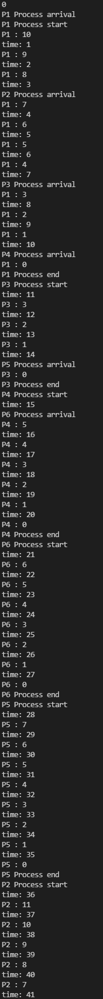 0
P1 Process arrival
P1 Process start
P1 : 10
time: 1
P1 : 9
time: 2
P1 : 8
time: 3
P2 Process arrival
P1 : 7
time: 4
P1 : 6
time: 5
P1 : 5
time: 6
P1 : 4
time: 7
P3 Process arrival
P1 : 3
time: 8
P1 : 2
time: 9
P1 : 1
time: 10
P4 Process arrival
P1 : 0
P1 Process end
P3 Process start
time: 11
P3 : 3
time: 12
P3 : 2
time: 13
P3 : 1
time: 14
P5 Process arrival
P3 : 0
P3 Process end
P4 Process start
time: 15
P6 Process arrival
P4 : 5
time: 16
P4 : 4
time: 17
P4 : 3
time: 18
P4 : 2
time: 19
P4 : 1
time: 20
P4 : 0
P4 Process end
P6 Process start
time: 21
P6 : 6
time: 22
P6 : 5
time: 23
P6 : 4
time: 24
P6 : 3
time: 25
P6 : 2
time: 26
P6 : 1
time: 27
P6 : 0
P6 Process end
P5 Process start
time: 28
P5 : 7
time: 29
P5 : 6
time: 30
P5 : 5
time: 31
P5 : 4
time: 32
P5 : 3
time: 33
P5 : 2
time: 34
P5 : 1
time: 35
P5 : 0
P5 Process end
P2 Process start
time: 36
P2 : 11
time: 37
P2 : 10
time: 38
P2 : 9
time: 39
P2 : 8
time: 40
P2 : 7
time: 41